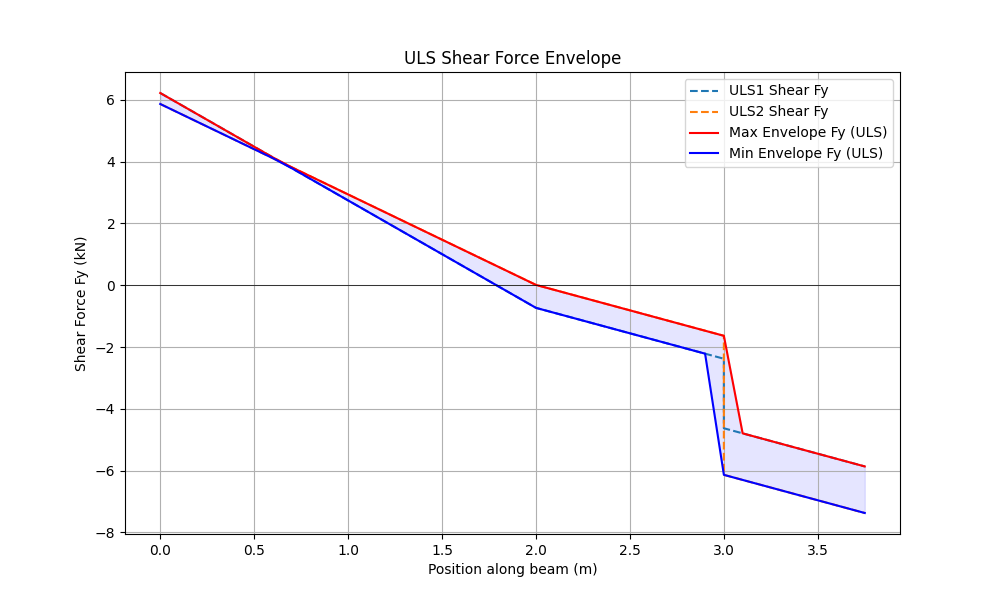 ULS Shear Force Envelope
ULS1 Shear Fy
ULS2 Shear Fy
Max Envelope Fy (ULS)
Min Envelope Fy (ULS)
Shear Force Fy (kN)
6
4
2
0
−2
−4
−6
−8
0.0 0.5 1.0 1.5 2.0 2.5 3.0 3.5
Position along beam (m)